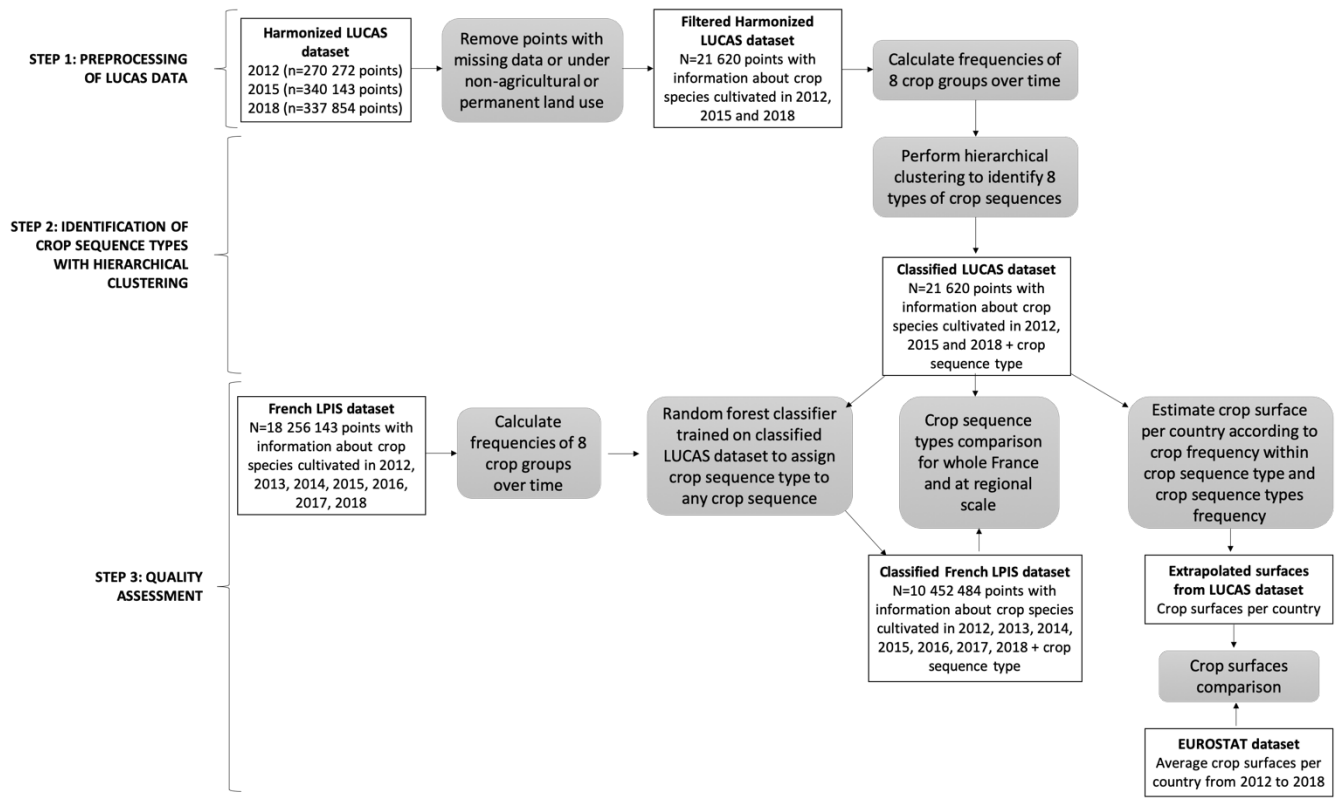 STEP 1: PREPROCESSING
OF LUCAS DATA
Harmonized LUCAS
dataset
2012 (n=270 272 points)
2015 (n=340 143 points)
2018 (n=337 854 points)
Remove points with
missing data or under
non-agricultural or
permanent land use
Filtered Harmonized
LUCAS dataset
N=21 620 points with
information about crop
species cultivated in 2012,
2015 and 2018
Calculate frequencies of
8 crop groups over time
STEP 2: IDENTIFICATION OF
CROP SEQUENCE TYPES
WITH HIERARCHICAL
CLUSTERING
Perform hierarchical
clustering to identify 8
types of crop sequences
Classified LUCAS dataset
N=21 620 points with
information about crop
species cultivated in 2012,
2015 and 2018 + crop
sequence type
STEP 3: QUALITY
ASSESSMENT
French LPIS dataset
N=18 256 143 points with
information about crop
species cultivated in 2012,
2013, 2014, 2015, 2016,
2017, 2018
Calculate
frequencies of 8
crop groups
over time
Random forest classifier
trained on classified
LUCAS dataset to assign
crop sequence type to
any crop sequence
Crop sequence
types comparison
for whole France
and at regional
scale
Estimate crop surface
per country according to
crop frequency within
crop sequence type and
crop sequence types
frequency
Classified French LPIS dataset
N=10 452 484 points with
information about crop species
cultivated in 2012, 2013, 2014,
2015, 2016, 2017, 2018 + crop
sequence type
Extrapolated surfaces
from LUCAS dataset
Crop surfaces per country
Crop surfaces
comparison
EUROSTAT dataset
Average crop surfaces per
country from 2012 to 2018